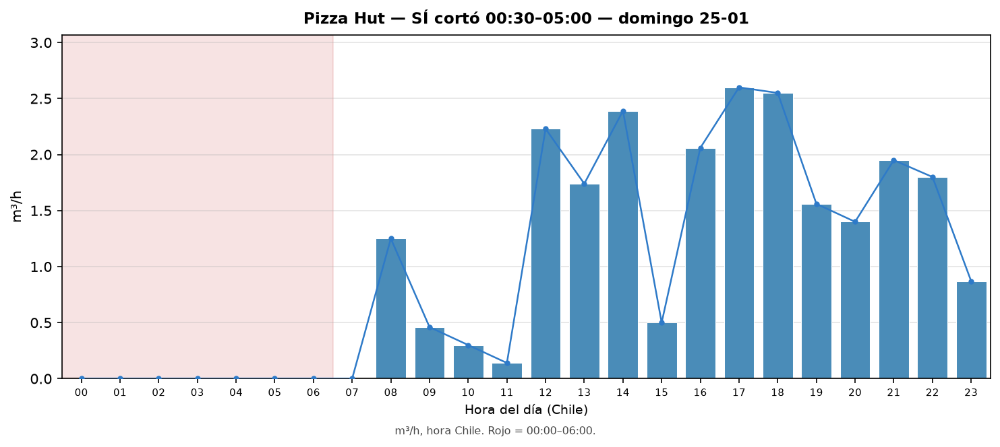 Pizza Hut — SÍ cortó 00:30–05:00 — domingo 25-01
3.0
2.5
2.0
1.5
1.0
0.5
0.0
m³/h
00 01 02 03 04 05 06 07 08 09 10 11 12 13 14 15 16 17 18 19 20 21 22 23
Hora del día (Chile)
m³/h, hora Chile. Rojo = 00:00–06:00.